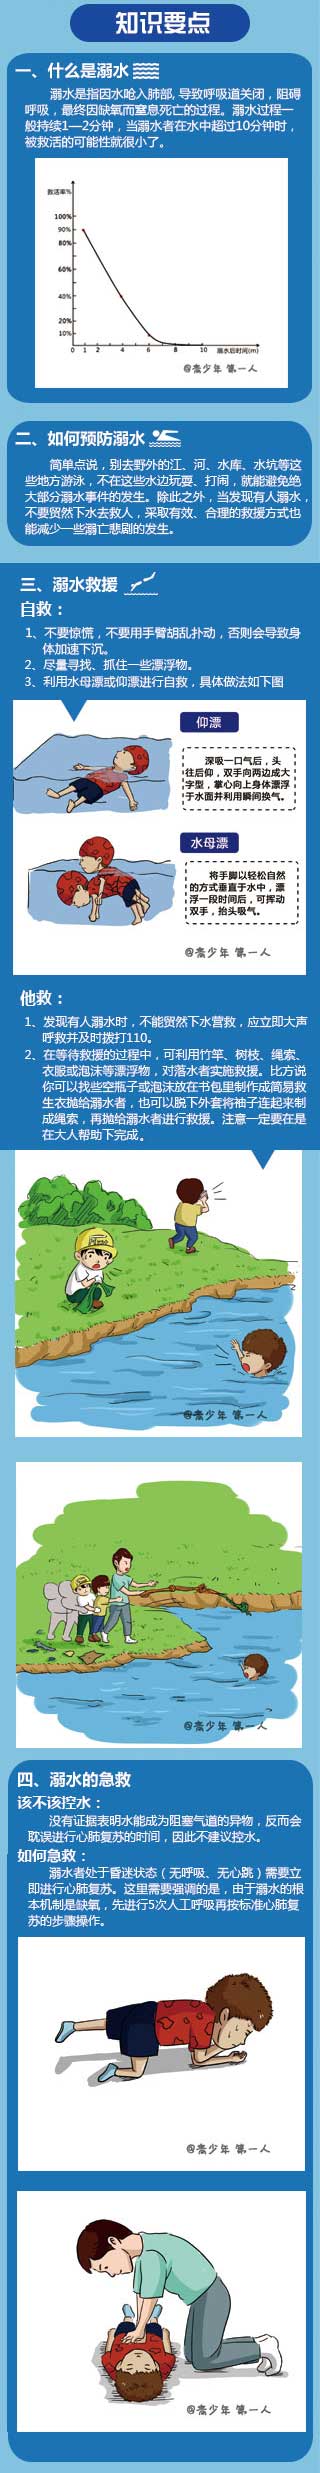 知识要点
一、什么是溺水
溺水是指因水呛入肺部, 导致呼吸道关闭，阻碍
呼吸，最终因缺氧而窒息死亡的过程。溺水过程一
般持续1—2分钟，当溺水者在水中超过10分钟时，
被救活的可能性就很小了。
救活率%
100%
90%
80%
60%
40%
20%
10%
0 1 2 4 6 8 10 溺水后时间(m)
@青少年 第一人
二、如何预防溺水
简单点说，别去野外的江、河、水库、水坑等这
些地方游泳，不在这些水边玩耍、打闹，就能避免绝
大部分溺水事件的发生。除此之外，当发现有人溺水，
不要贸然下水去救人，采取有效、合理的救援方式也
能减少一些溺亡悲剧的发生。
三、溺水救援
自救：
1、不要惊慌，不要用手臂胡乱扑动，否则会导致身
体加速下沉。
2、尽量寻找、抓住一些漂浮物。
3、利用水母漂或仰漂进行自救，具体做法如下图
仰漂
深吸一口气后，头
往后仰，双手向两边成大
字型，掌心向上身体漂浮
于水面并利用瞬间换气。
水母漂
将手脚以轻松自然
的方式垂直于水中，漂
浮一段时间后，可挥动
双手，抬头吸气。
@青少年 第一人
他救：
1、发现有人溺水时，不能贸然下水营救，应立即大声
呼救并及时拨打110。
2、在等待救援的过程中，可利用竹竿、树枝、绳索、
衣服或泡沫等漂浮物，对落水者实施救援。比方说
你可以找些空瓶子或泡沫放在书包里制作成简易救
生衣抛给溺水者，也可以脱下外套将袖子连起来制
成绳索，再抛给溺水者进行救援。注意一定要在是
在大人帮助下完成。
@青少年 第一人
@青少年 第一人
四、溺水的急救
该不该控水：
没有证据表明水能成为阻塞气道的异物，反而会
耽误进行心肺复苏的时间，因此不建议控水。
如何急救：
溺水者处于昏迷状态（无呼吸、无心跳）需要立
即进行心肺复苏。这里需要强调的是，由于溺水的根
本机制是缺氧，先进行5次人工呼吸再按标准心肺复
苏的步骤操作。
@青少年 第一人
@青少年 第一人